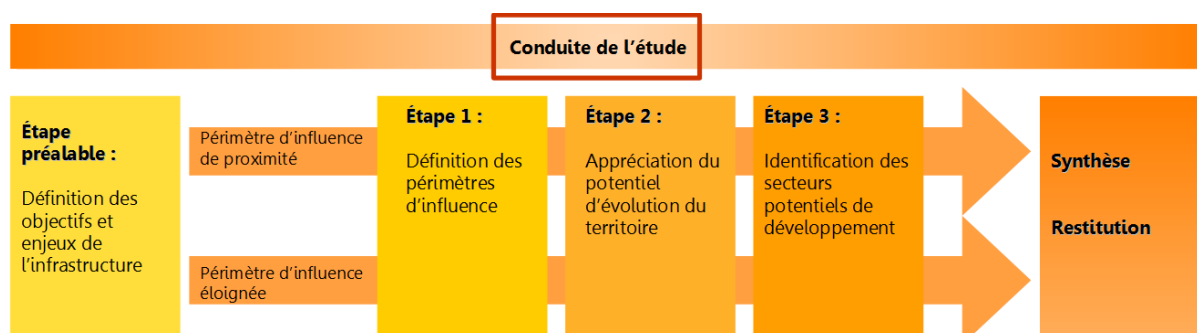 Conduite de l'étude
Étape
préalable :
Définition des
objectifs et
enjeux de
l'infrastructure
Périmètre d'influence
de proximité
Périmètre d'influence
éloignée
Étape 1 :
Définition des
périmètres
d'influence
Étape 2 :
Appréciation du
potentiel
d'évolution du
territoire
Étape 3 :
Identification des
secteurs
potentiels de
développement
Synthèse
Restitution